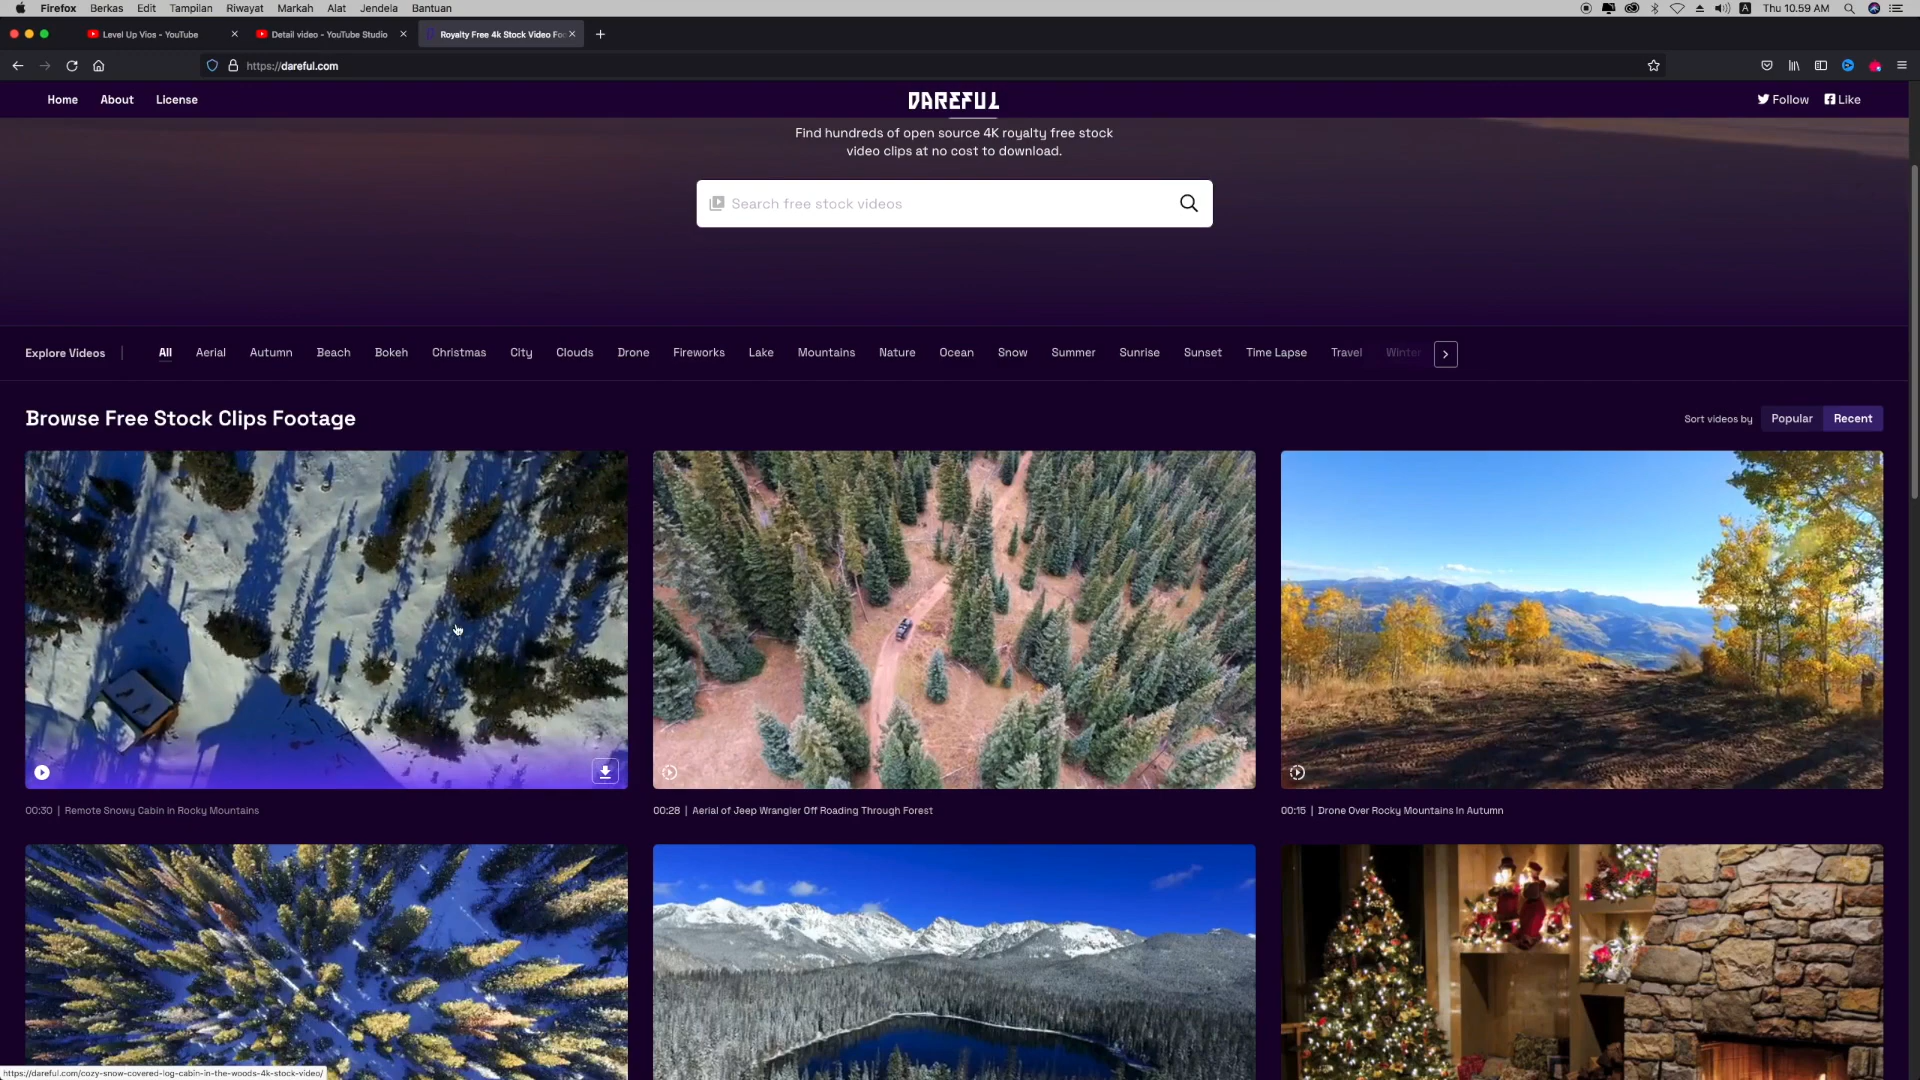 Firefox Berkas Edit Tampilan Riwayat Markah Alat Jendela Bantuan
Thu 10.59 AM
Level Up Vios - YouTube
Detail video - YouTube Studio
Royalty Free 4k Stock Video Foo
https://dareful.com
Home About License
DAREFUL
Follow Like
Find hundreds of open source 4K royalty free stock
video clips at no cost to download.
Search free stock videos
Explore Videos All Aerial Autumn Beach Bokeh Christmas City Clouds Drone Fireworks Lake Mountains Nature Ocean Snow Summer Sunrise Sunset Time Lapse Travel Winter
Browse Free Stock Clips Footage
Sort videos by Popular Recent
00:30 | Remote Snowy Cabin in Rocky Mountains
00:28 | Aerial of Jeep Wrangler Off Roading Through Forest
00:15 | Drone Over Rocky Mountains In Autumn
https://dareful.com/cozy-snow-covered-log-cabin-in-the-woods-4k-stock-video/